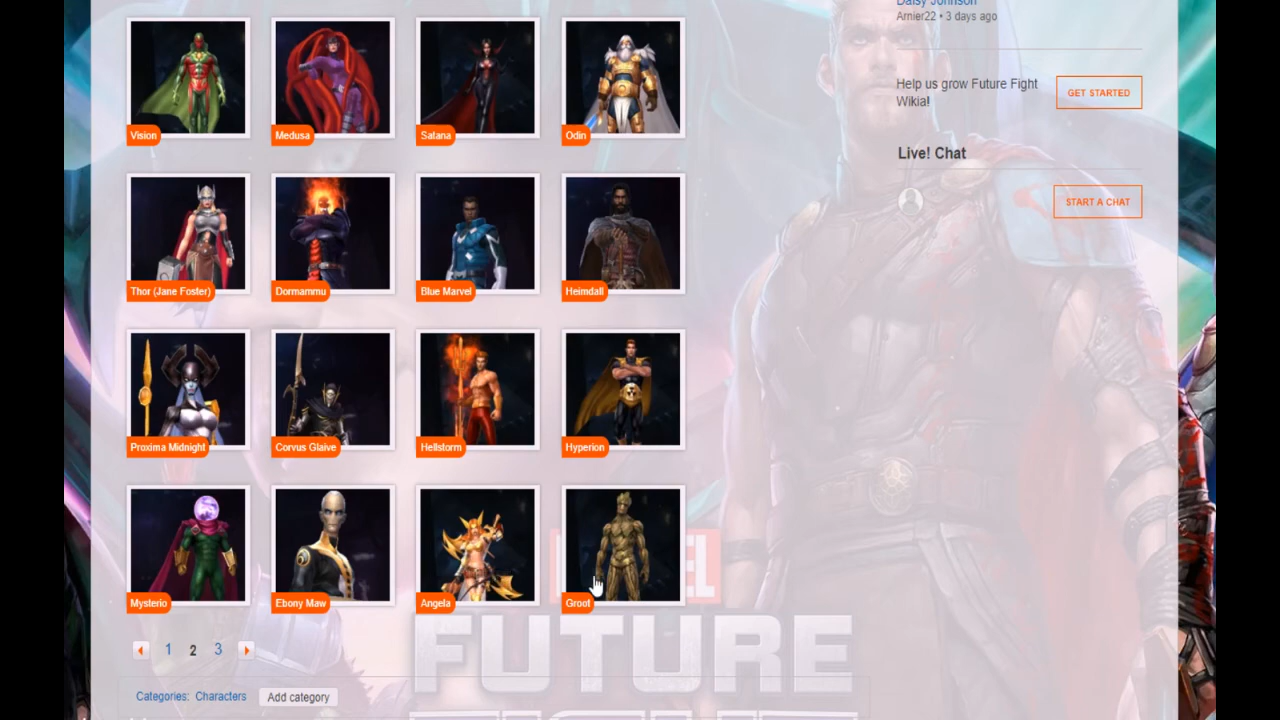 Daisy Johnson
Arnier22 • 3 days ago
Vision
Medusa
Satana
Odin
Help us grow Future Fight
Wikia!
GET STARTED
Live! Chat
START A CHAT
Thor (Jane Foster)
Dormammu
Blue Marvel
Heimdall
Proxima Midnight
Corvus Glaive
Hellstorm
Hyperion
Mysterio
Ebony Maw
Angela
Groot
1 2 3
Categories: Characters Add category
FUTURE